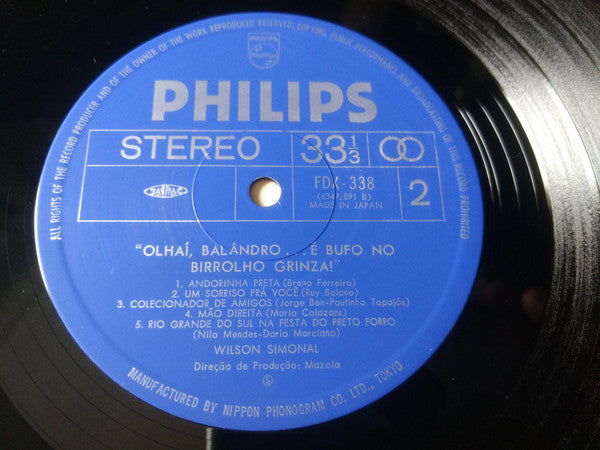 ALL RIGHTS OF THE RECORD PRODUCER AND OF THE OWNER OF THE WORK REPRODUCED RESERVED, COPYING, PUBLIC PERFORMANCE AND BROADCASTING OF THIS RECORD PROHIBITED
PHILIPS
PHILIPS
STEREO 33 1/3
FDX-338
(6349.091 B)
MADE IN JAPAN
2
"OLHAÍ, BALÂNDRO... É BUFO NO
BIRROLHO GRINZA!"
1. ANDORINHA PRETA (Breno Ferreira)
2. UM SORRISO PRÁ VOCÊ (Ruy Bolano)
3. COLECIONADOR DE AMIGOS (Jorge Ben-Paulinho Tapajós)
4. MÃO DIREITA (Mario Calazans)
5. RIO GRANDE DO SUL NA FESTA DO PRETO FORRO
(Nilo Mendes-Dario Marciano)
WILSON SIMONAL
Direção de Produção: Mazola
MANUFACTURED BY NIPPON PHONOGRAM CO. LTD., TOKYO